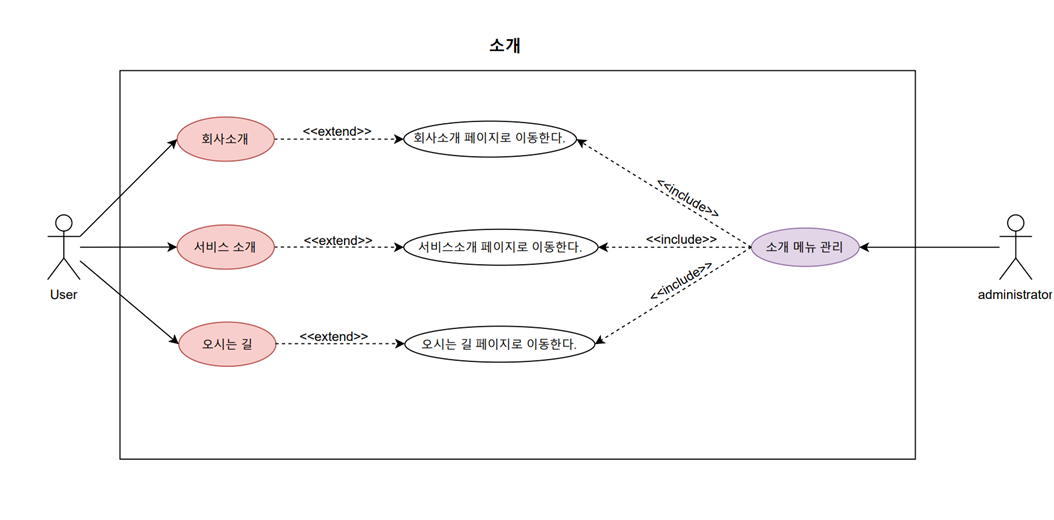 소개
회사소개
<<extend>>
회사소개 페이지로 이동한다.
<<include>>
서비스 소개
<<extend>>
서비스소개 페이지로 이동한다.
<<include>>
소개 메뉴 관리
<<include>>
User
administrator
오시는 길
<<extend>>
오시는 길 페이지로 이동한다.